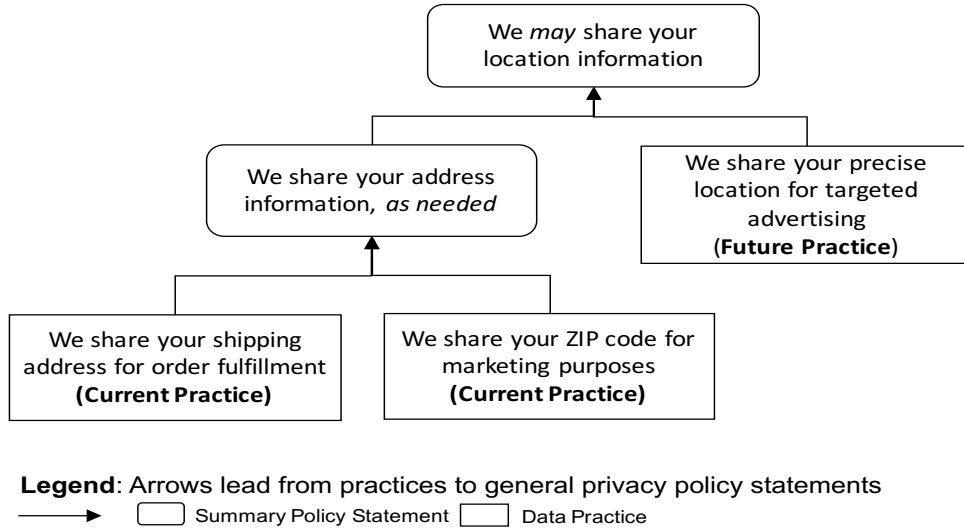 We may share your
location information
We share your address
information, as needed
We share your precise
location for targeted
advertising
(Future Practice)
We share your shipping
address for order fulfillment
(Current Practice)
We share your ZIP code for
marketing purposes
(Current Practice)
Legend: Arrows lead from practices to general privacy policy statements
Summary Policy Statement
Data Practice